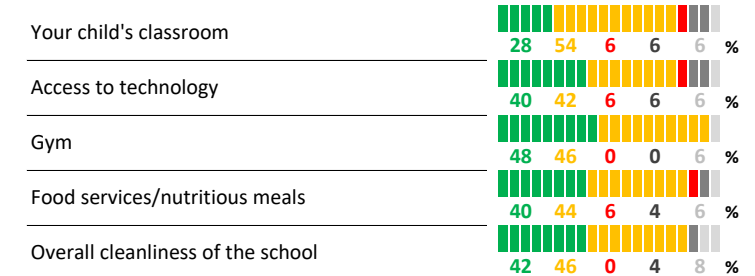 Your child's classroom
28 54 6 6 6 %
Access to technology
40 42 6 6 6 %
Gym
48 46 0 0 6 %
Food services/nutritious meals
40 44 6 4 6 %
Overall cleanliness of the school
42 46 0 4 8 %